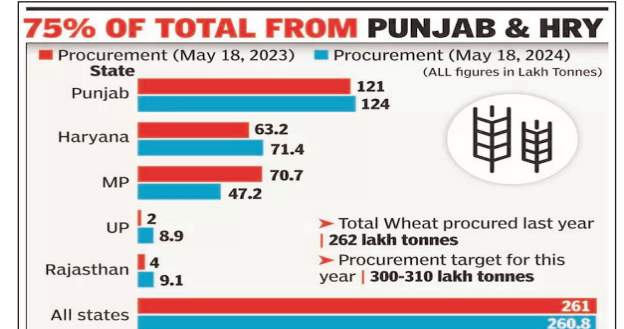 75% OF TOTAL FROM PUNJAB & HRY
Procurement (May 18, 2023) Procurement (May 18, 2024)
State (ALL figures in Lakh Tonnes)
Punjab 121
124
Haryana 63.2
71.4
MP 70.7
47.2
UP 2
8.9
Rajasthan 4
9.1
➤ Total Wheat procured last year
| 262 lakh tonnes
➤ Procurement target for this
year | 300-310 lakh tonnes
All states 261
260.8